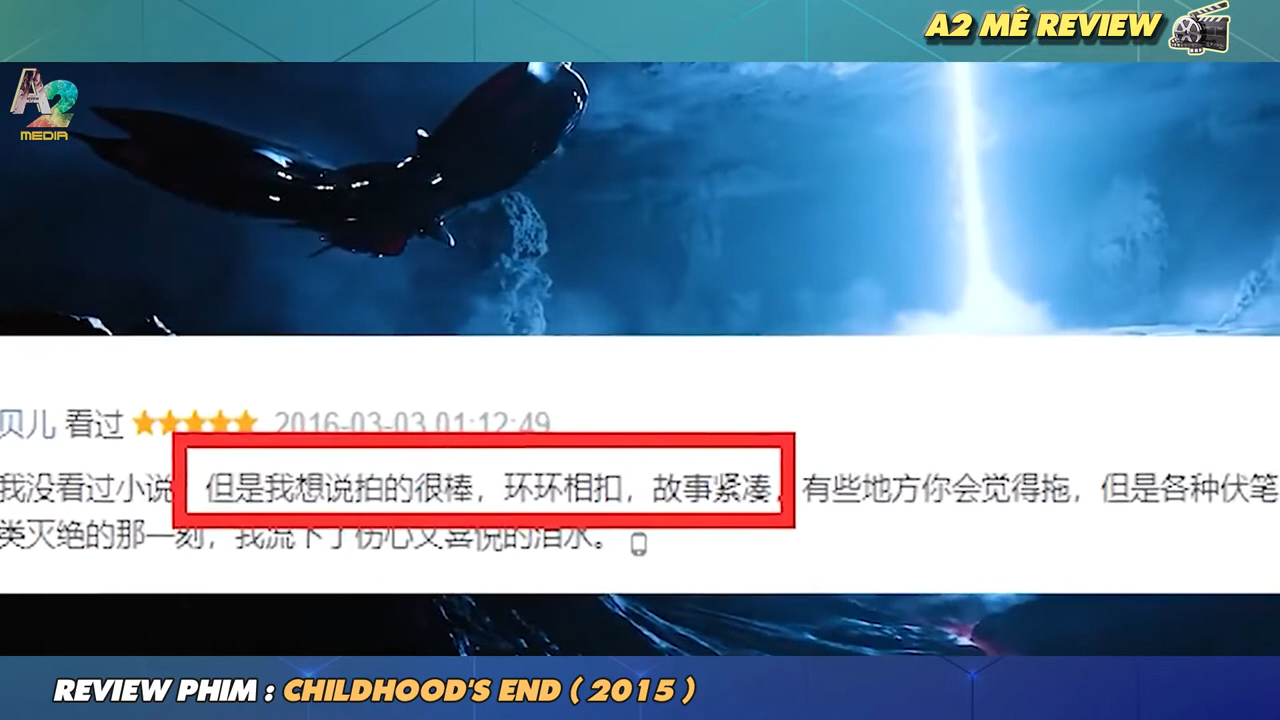 A2 MÊ REVIEW
A2
MEDIA
贝儿 看过 ★★★★★ 2016-03-03 01:12:49
我没看过小说 但是我想说拍的很棒，环环相扣，故事紧凑，有些地方你会觉得拖，但是各种伏笔
类灭绝的那一刻，我流下了伤心又喜悦的泪水。
REVIEW PHIM : CHILDHOOD'S END ( 2015 )